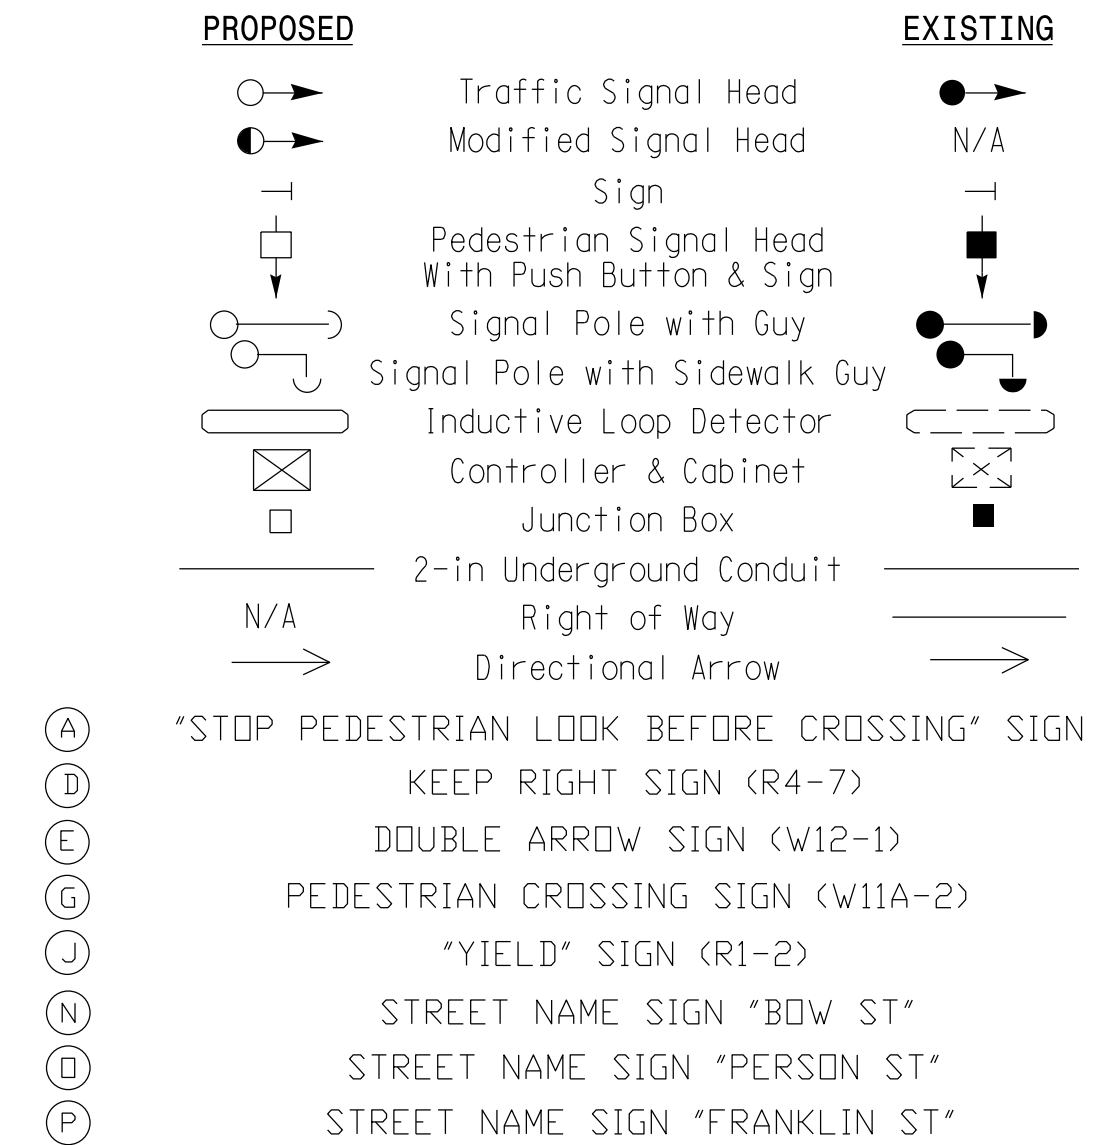 PROPOSED EXISTING
Traffic Signal Head
Modified Signal Head N/A
Sign
Pedestrian Signal Head
With Push Button & Sign
Signal Pole with Guy
Signal Pole with Sidewalk Guy
Inductive Loop Detector
Controller & Cabinet
Junction Box
2-in Underground Conduit
N/A Right of Way
Directional Arrow
A "STOP PEDESTRIAN LOOK BEFORE CROSSING" SIGN
D KEEP RIGHT SIGN (R4-7)
E DOUBLE ARROW SIGN (W12-1)
G PEDESTRIAN CROSSING SIGN (W11A-2)
J "YIELD" SIGN (R1-2)
N STREET NAME SIGN "BOW ST"
O STREET NAME SIGN "PERSON ST"
P STREET NAME SIGN "FRANKLIN ST"